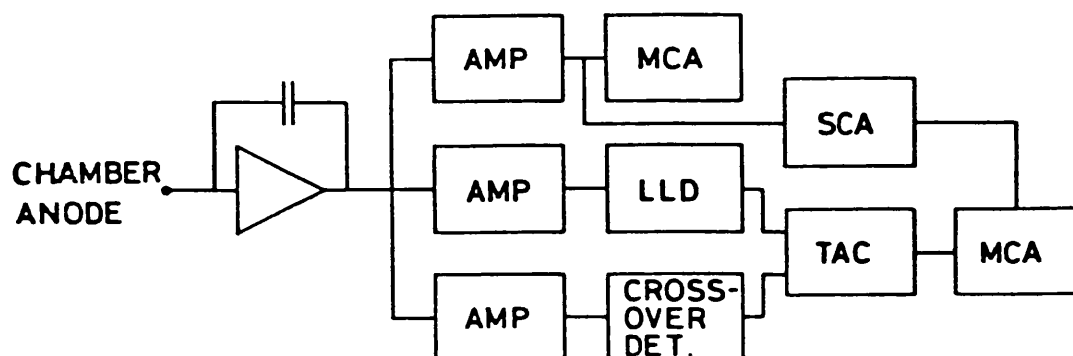 AMP
MCA
SCA
CHAMBER
ANODE
AMP
LLD
TAC
MCA
AMP
CROSS-
OVER
DET.